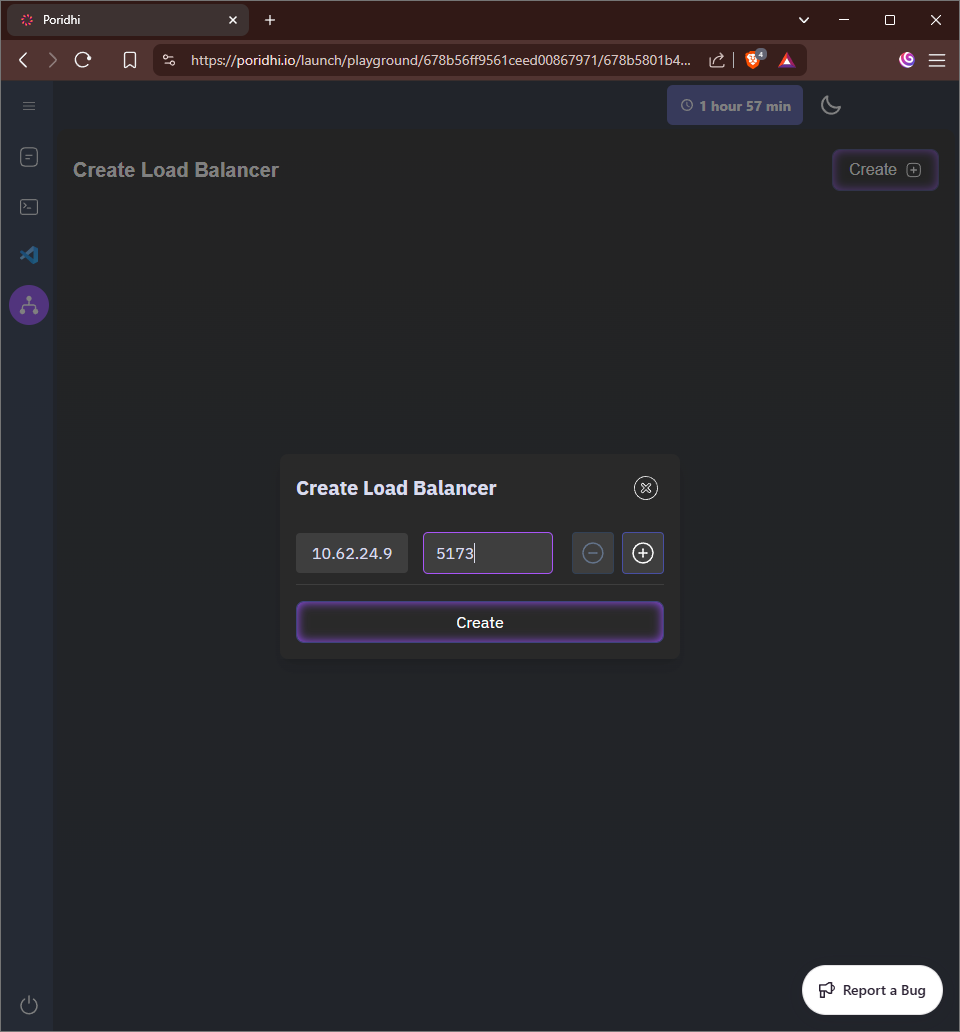 Poridhi
https://poridhi.io/launch/playground/678b56ff9561ceed00867971/678b5801b4...
4
1 hour 57 min
Create Load Balancer
Create
Create Load Balancer
10.62.24.9 5173
Create
Report a Bug